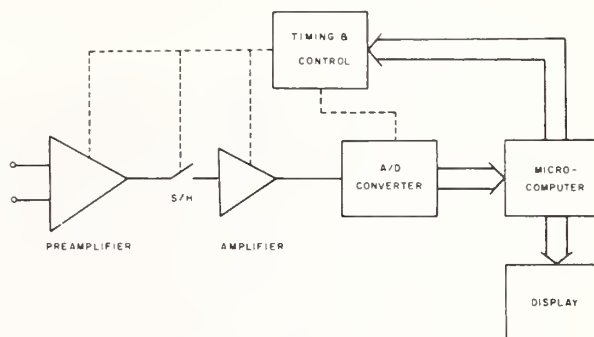 TIMING &
CONTROL
A/D
CONVERTER
MICRO-
COMPUTER
S/H
PREAMPLIFIER
AMPLIFIER
DISPLAY